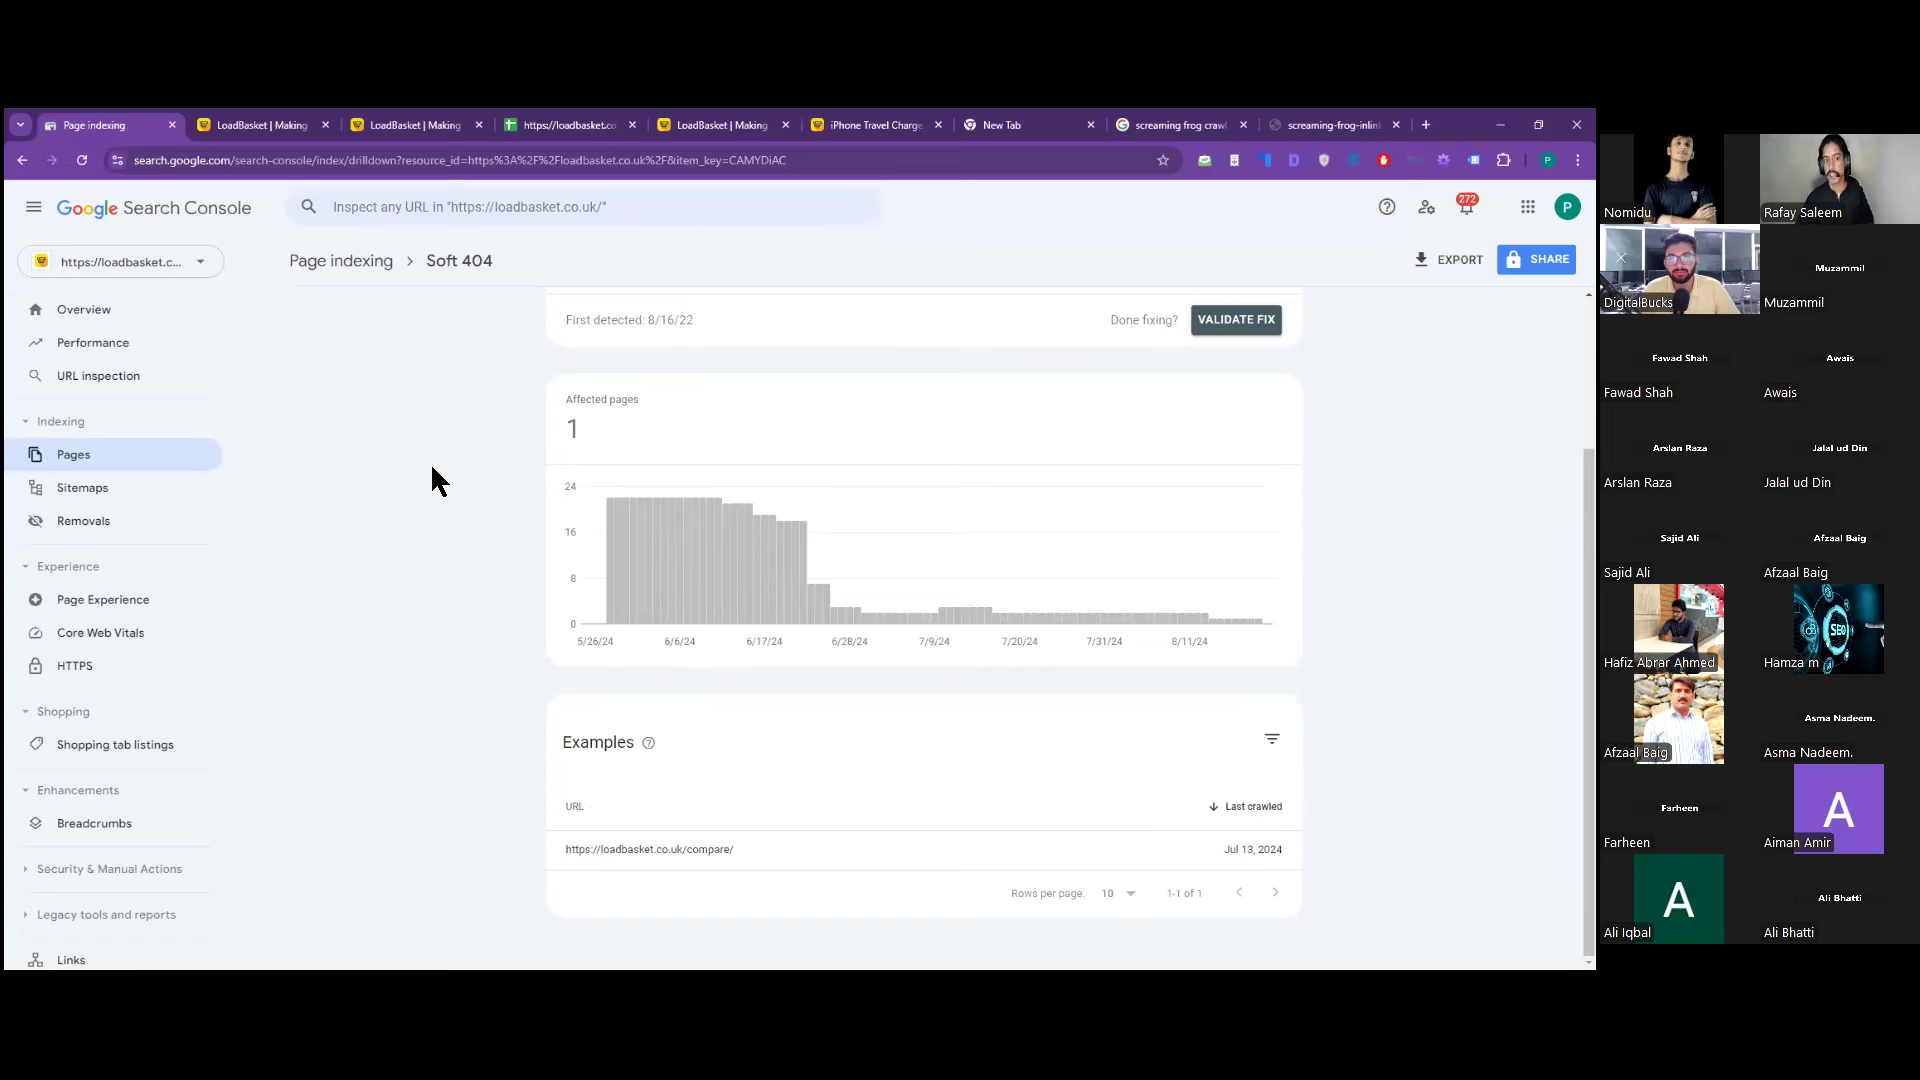 Page indexing
LoadBasket | Making
LoadBasket | Making
https://loadbasket.co
LoadBasket | Making
iPhone Travel Charge
New Tab
screaming frog craw
screaming-frog-inlin
search.google.com/search-console/index/drilldown?resource_id=https%3A%2F%2Floadbasket.co.uk%2F&item_key=CAMYDiAC
P
Google Search Console
Inspect any URL in "https://loadbasket.co.uk/"
272
P
https://loadbasket.c...
Page indexing > Soft 404
EXPORT
SHARE
Overview
Performance
URL inspection
Indexing
Pages
Sitemaps
Removals
Experience
Page Experience
Core Web Vitals
HTTPS
Shopping
Shopping tab listings
Enhancements
Breadcrumbs
Security & Manual Actions
Legacy tools and reports
Links
First detected: 8/16/22
Done fixing?
VALIDATE FIX
Affected pages
1
24
16
8
0
5/26/24
6/6/24
6/17/24
6/28/24
7/9/24
7/20/24
7/31/24
8/11/24
Examples
URL
Last crawled
https://loadbasket.co.uk/compare/
Jul 13, 2024
Rows per page:
10
1-1 of 1
Nomidu
Rafay Saleem
DigitalBucks
Muzammil
Muzammil
Fawad Shah
Fawad Shah
Awais
Awais
Arslan Raza
Arslan Raza
Jalal ud Din
Jalal ud Din
Sajid Ali
Sajid Ali
Afzaal Baig
Afzaal Baig
Hafiz Abrar Ahmed
SEO
Hamza m
Afzaal Baig
Asma Nadeem.
Asma Nadeem.
Farheen
Farheen
A
Aiman Amir
A
Ali Iqbal
Ali Bhatti
Ali Bhatti